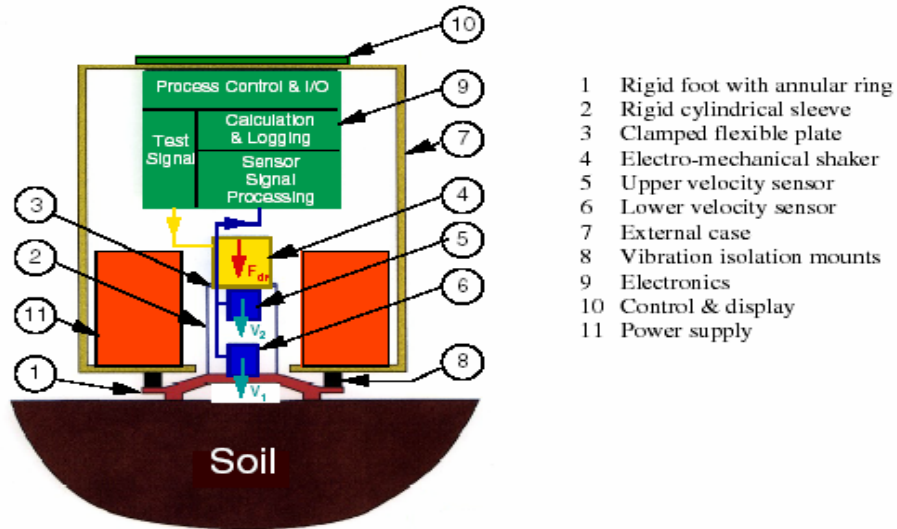 10
Process Control & I/O
9
Calculation
& Logging
Test
Signal
7
Sensor
Signal
Processing
3
4
2
5
F dr
6
V2
11
1
8
V1
Soil
1 Rigid foot with annular ring
2 Rigid cylindrical sleeve
3 Clamped flexible plate
4 Electro-mechanical shaker
5 Upper velocity sensor
6 Lower velocity sensor
7 External case
8 Vibration isolation mounts
9 Electronics
10 Control & display
11 Power supply